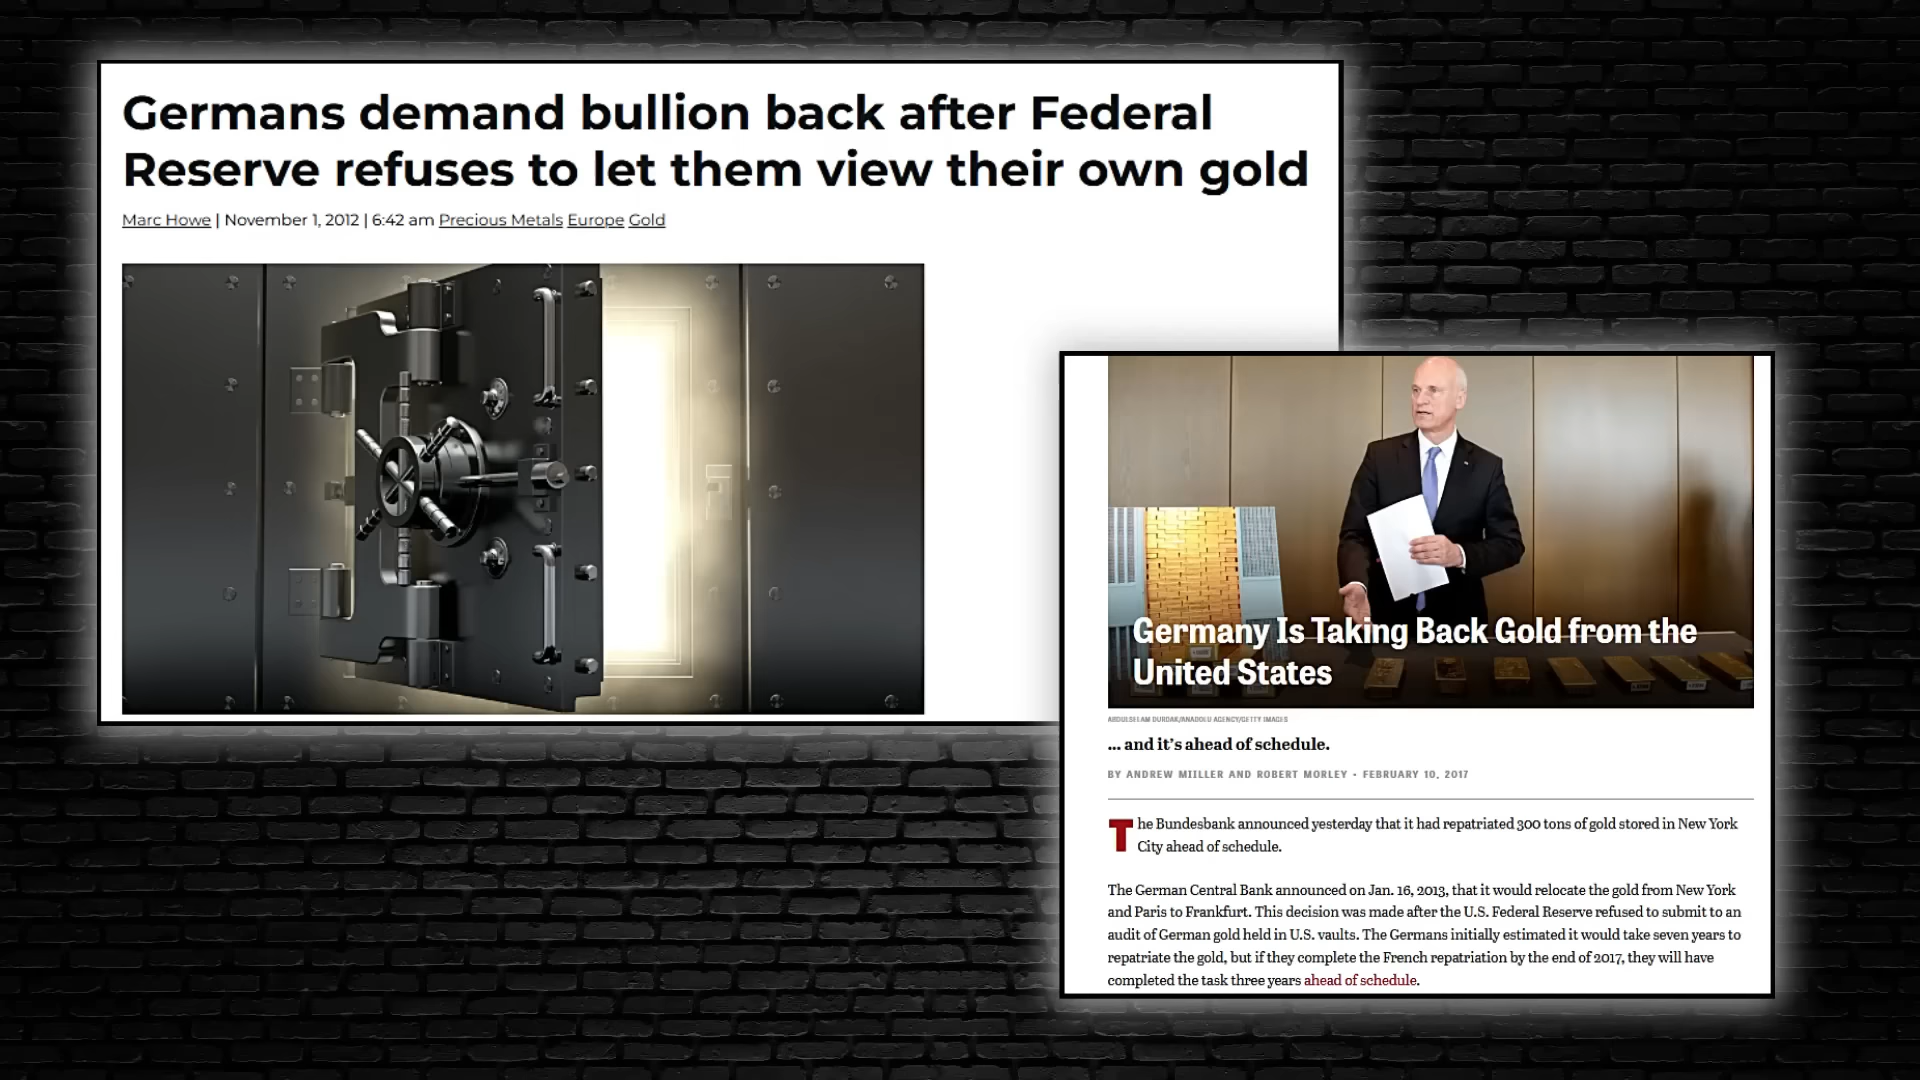 Germans demand bullion back after Federal
Reserve refuses to let them view their own gold
Marc Howe | November 1, 2012 | 6:42 am Precious Metals Europe Gold
Germany Is Taking Back Gold from the
United States
ABDULSELAM DURDAK/ANADOLU AGENCY/GETTY IMAGES
... and it's ahead of schedule.
BY ANDREW MIILLER AND ROBERT MORLEY • FEBRUARY 10, 2017
The Bundesbank announced yesterday that it had repatriated 300 tons of gold stored in New York
City ahead of schedule.
The German Central Bank announced on Jan. 16, 2013, that it would relocate the gold from New York
and Paris to Frankfurt. This decision was made after the U.S. Federal Reserve refused to submit to an
audit of German gold held in U.S. vaults. The Germans initially estimated it would take seven years to
repatriate the gold, but if they complete the French repatriation by the end of 2017, they will have
completed the task three years ahead of schedule.